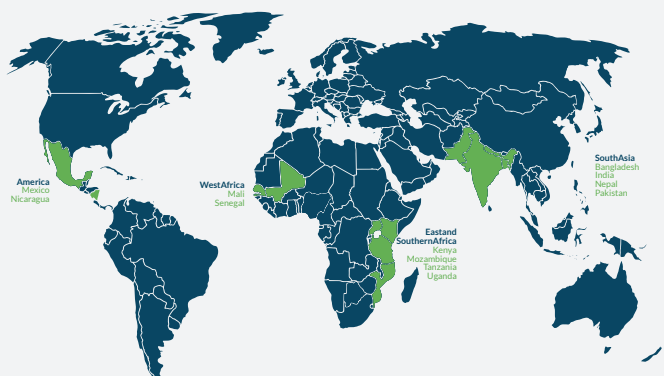 America
Mexico
Nicaragua
WestAfrica
Mali
Senegal
Eastand
SouthernAfrica
Kenya
Mozambique
Tanzania
Uganda
SouthAsia
Bangladesh
India
Nepal
Pakistan